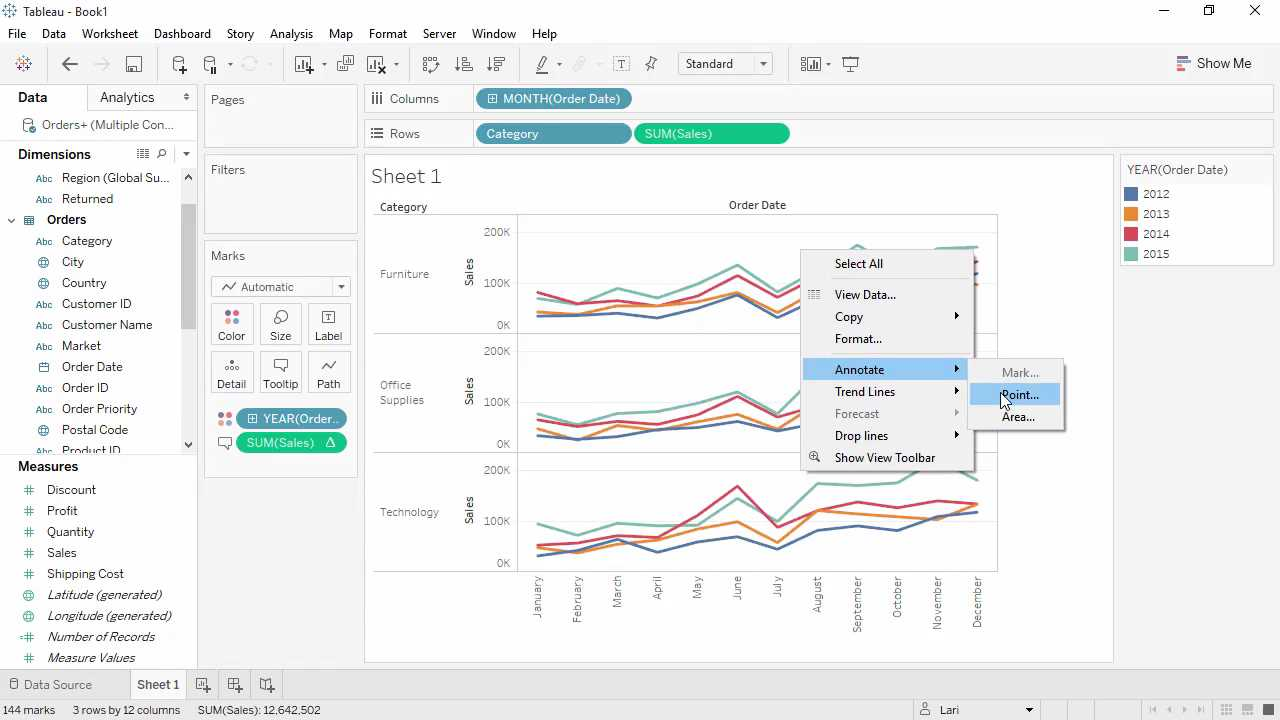 Tableau - Book1
File Data Worksheet Dashboard Story Analysis Map Format Server Window Help
Standard
Show Me
Data Analytics
Orders+ (Multiple Con...
Dimensions
Region (Global Su...
Returned
Orders
Category
City
Country
Customer ID
Customer Name
Market
Order Date
Order ID
Order Priority
Postal Code
Product ID
Measures
Discount
Profit
Quantity
Sales
Shipping Cost
Latitude (generated)
Longitude (generated)
Number of Records
Measure Values
Pages
Filters
Marks
Automatic
Color Size Label
Detail Tooltip Path
YEAR(Order..
SUM(Sales)
Columns MONTH(Order Date)
Rows Category SUM(Sales)
Sheet 1
Category Order Date
Furniture
Sales
200K
100K
0K
Office
Supplies
Sales
200K
100K
0K
Technology
Sales
200K
100K
0K
January
February
March
April
May
June
July
August
September
October
November
December
Select All
View Data...
Copy
Format...
Annotate
Trend Lines
Forecast
Drop lines
Show View Toolbar
Mark...
Point...
Area...
YEAR(Order Date)
2012
2013
2014
2015
Data Source Sheet 1
144 marks 3 rows by 12 columns SUM(Sales): 12,642,502 Lari